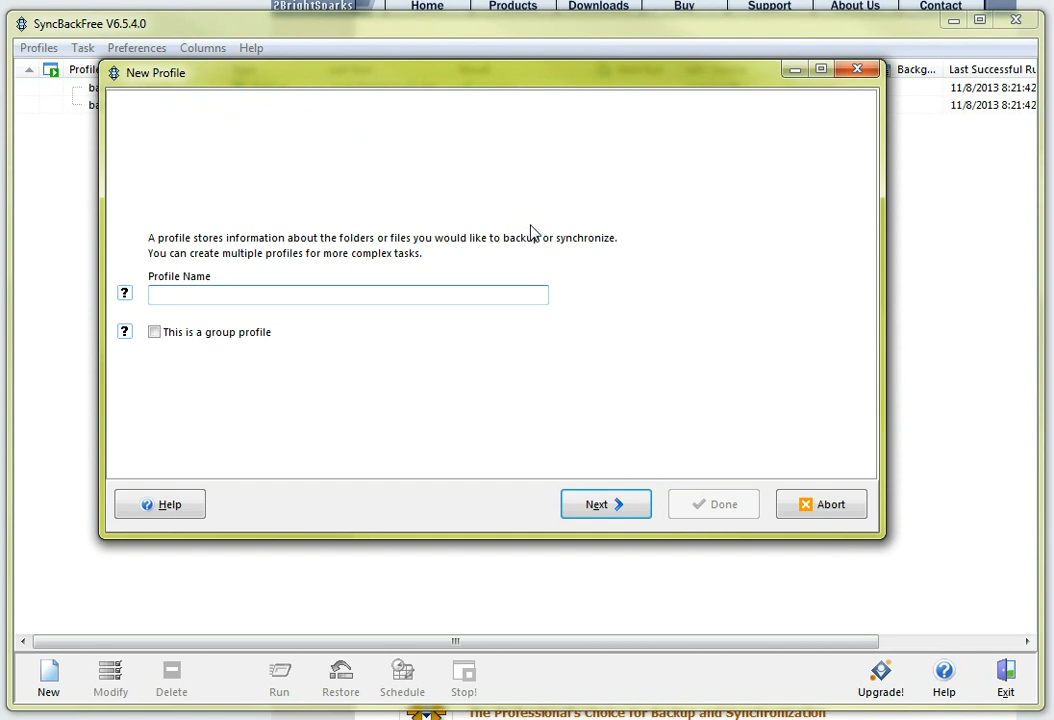 2BrightSparks Home Products Downloads Buy Support About Us Contact
SyncBackFree V6.5.4.0
Profiles Task Preferences Columns Help
Profile Backg... Last Successful Ru
New Profile
ba 11/8/2013 8:21:42
ba 11/8/2013 8:21:42
A profile stores information about the folders or files you would like to backup or synchronize.
You can create multiple profiles for more complex tasks.
Profile Name
?
? This is a group profile
Help Next Done Abort
New Modify Delete Run Restore Schedule Stop! Upgrade! Help Exit
The Professional's Choice for Backup and Synchronization